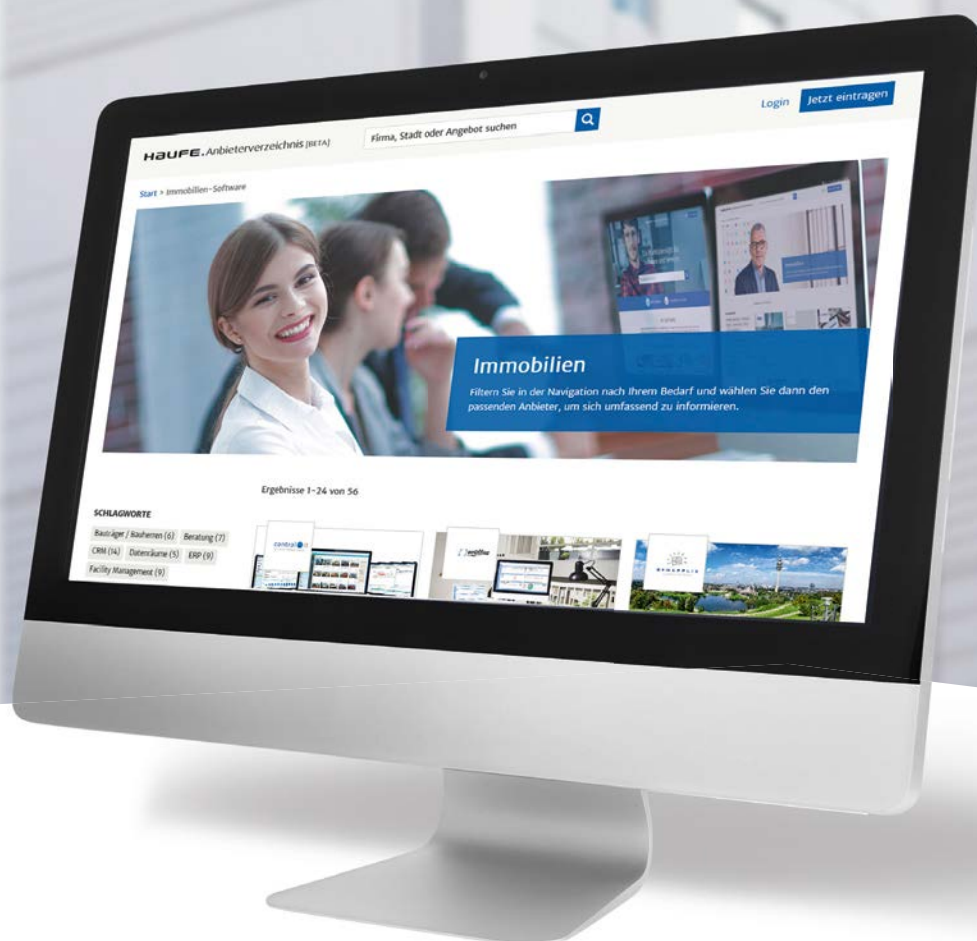 HAUFE.Anbieterverzeichnis [BETA]
Firma, Stadt oder Angebot suchen
Login
Jetzt eintragen
Start > Immobilien-Software
Immobilien
Filtern Sie in der Navigation nach Ihrem Bedarf und wählen Sie dann den
passenden Anbieter, um sich umfassend zu informieren.
Ergebnisse 1-24 von 56
SCHLAGWORTE
Bauträger / Bauherren (6) Beratung (7)
CRM (14) Datenräume (5) ERP (9)
Facility Management (9)